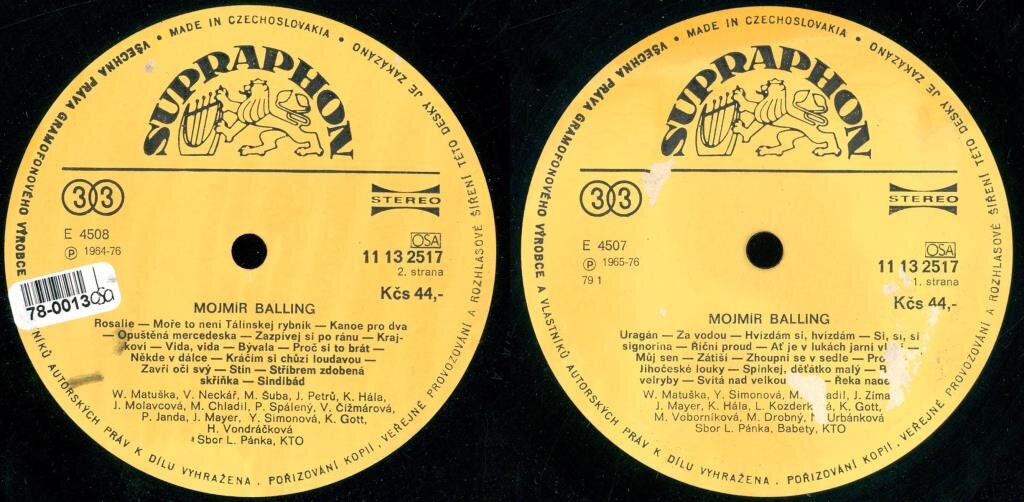 VŠECHNA PRÁVA GRAMOFONOVÉHO VÝROBCE A VLASTNÍKŮ AUTORSKÝCH PRÁV K DÍLU VYHRAŽENA. POŘIZOVÁNÍ KOPIÍ, VEŘEJNÉ PROVOZOVÁNÍ A ROZHLASOVÉ ŠÍŘENÍ TÉTO DESKY JE ZAKÁZÁNO • MADE IN CZECHOSLOVAKIA •
SUPRAPHON
33
STEREO
E 4508
OSA
Ⓟ 1964-76
11 13 2517
2. strana
Kčs 44,-
78-0013
OSA
MOJMÍR BALLING
Rosalie — Moře to není Tálinskej rybník — Kanoe pro dva
— Opuštěná mercedeska — Zazpívej si po ránu — Kraj-
koví — Vida, vida — Bývala — Proč si to brát —
Někde v dálce — Kráčím si chůzí loudavou —
Zavři oči svý — Stín — Stříbrem zdobená
skříňka — Sindibád
W. Matuška, V. Neckář, M. Šuba, J. Petrů, K. Hála,
J. Molavcová, M. Chladil, P. Spálený, V. Čižmárová,
P. Janda, J. Mayer, Y. Simonová, K. Gott,
H. Vondráčková
Sbor L. Pánka, KTO
VŠECHNA PRÁVA GRAMOFONOVÉHO VÝROBCE A VLASTNÍKŮ AUTORSKÝCH PRÁV K DÍLU VYHRAŽENA. POŘIZOVÁNÍ KOPIÍ, VEŘEJNÉ PROVOZOVÁNÍ A ROZHLASOVÉ ŠÍŘENÍ TÉTO DESKY JE ZAKÁZÁNO • MADE IN CZECHOSLOVAKIA •
SUPRAPHON
33
STEREO
E 4507
OSA
Ⓟ 1965-76
11 13 2517
79 1
1. strana
Kčs 44,-
MOJMÍR BALLING
Uragán — Za vodou — Hvízdám si, hvízdám — Si, si, si
signorina — Říční proud — Ať je v lukách jarní —
Můj sen — Zátiší — Zhoupni se v sedle —
Jihočeské louky — Spinkej, děťátko malý —
velryby — Svítá nad velkou — Řeka
W. Matuška, Y. Simonová, M. J. Zíma
J. Mayer, K. Hála, L. K. Gott,
M. Voborníková, M. Drobný, Urbánková
Sbor L. Pánka, Babety, KTO